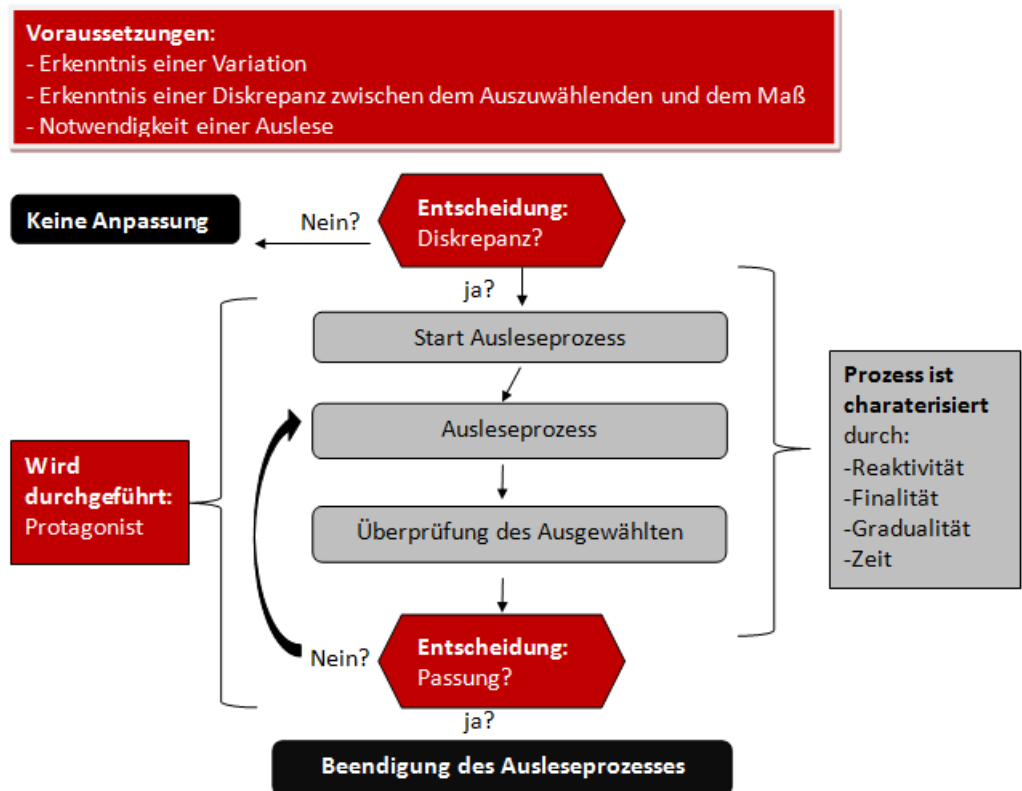 Voraussetzungen:
- Erkenntnis einer Variation
- Erkenntnis einer Diskrepanz zwischen dem Auszuwählenden und dem Maß
- Notwendigkeit einer Auslese
Keine Anpassung
Nein?
Entscheidung:
Diskrepanz?
ja?
Start Ausleseprozess
Ausleseprozess
Überprüfung des Ausgewählten
Wird
durchgeführt:
Protagonist
Prozess ist
charaterisiert
durch:
-Reaktivität
-Finalität
-Gradualität
-Zeit
Nein?
Entscheidung:
Passung?
ja?
Beendigung des Ausleseprozesses